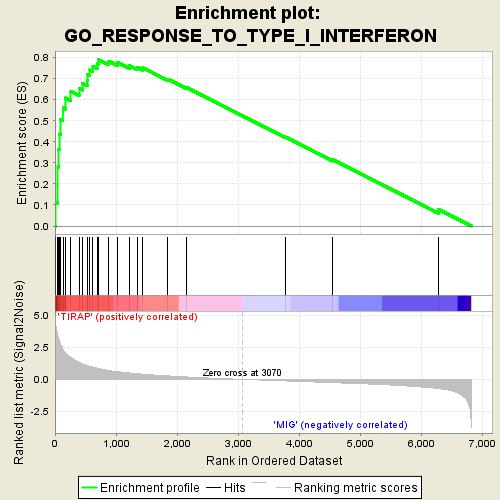 Enrichment plot:
GO_RESPONSE_TO_TYPE_I_INTERFERON
Enrichment score (ES)
0.8
0.7
0.6
0.5
0.4
0.3
0.2
0.1
0.0
Ranked list metric (Signal2Noise)
5.0
2.5
0.0
-2.5
'TIRAP' (positively correlated)
Zero cross at 3070
'MIG' (negatively correlated)
0
1,000
2,000
3,000
4,000
5,000
6,000
7,000
Rank in Ordered Dataset
Enrichment profile
Hits
Ranking metric scores